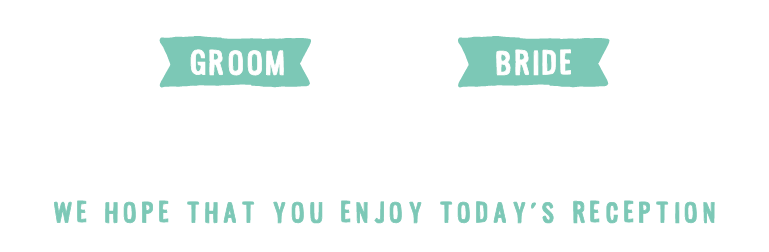 GROOM
BRIDE
WE HOPE THAT YOU ENJOY TODAY'S RECEPTION